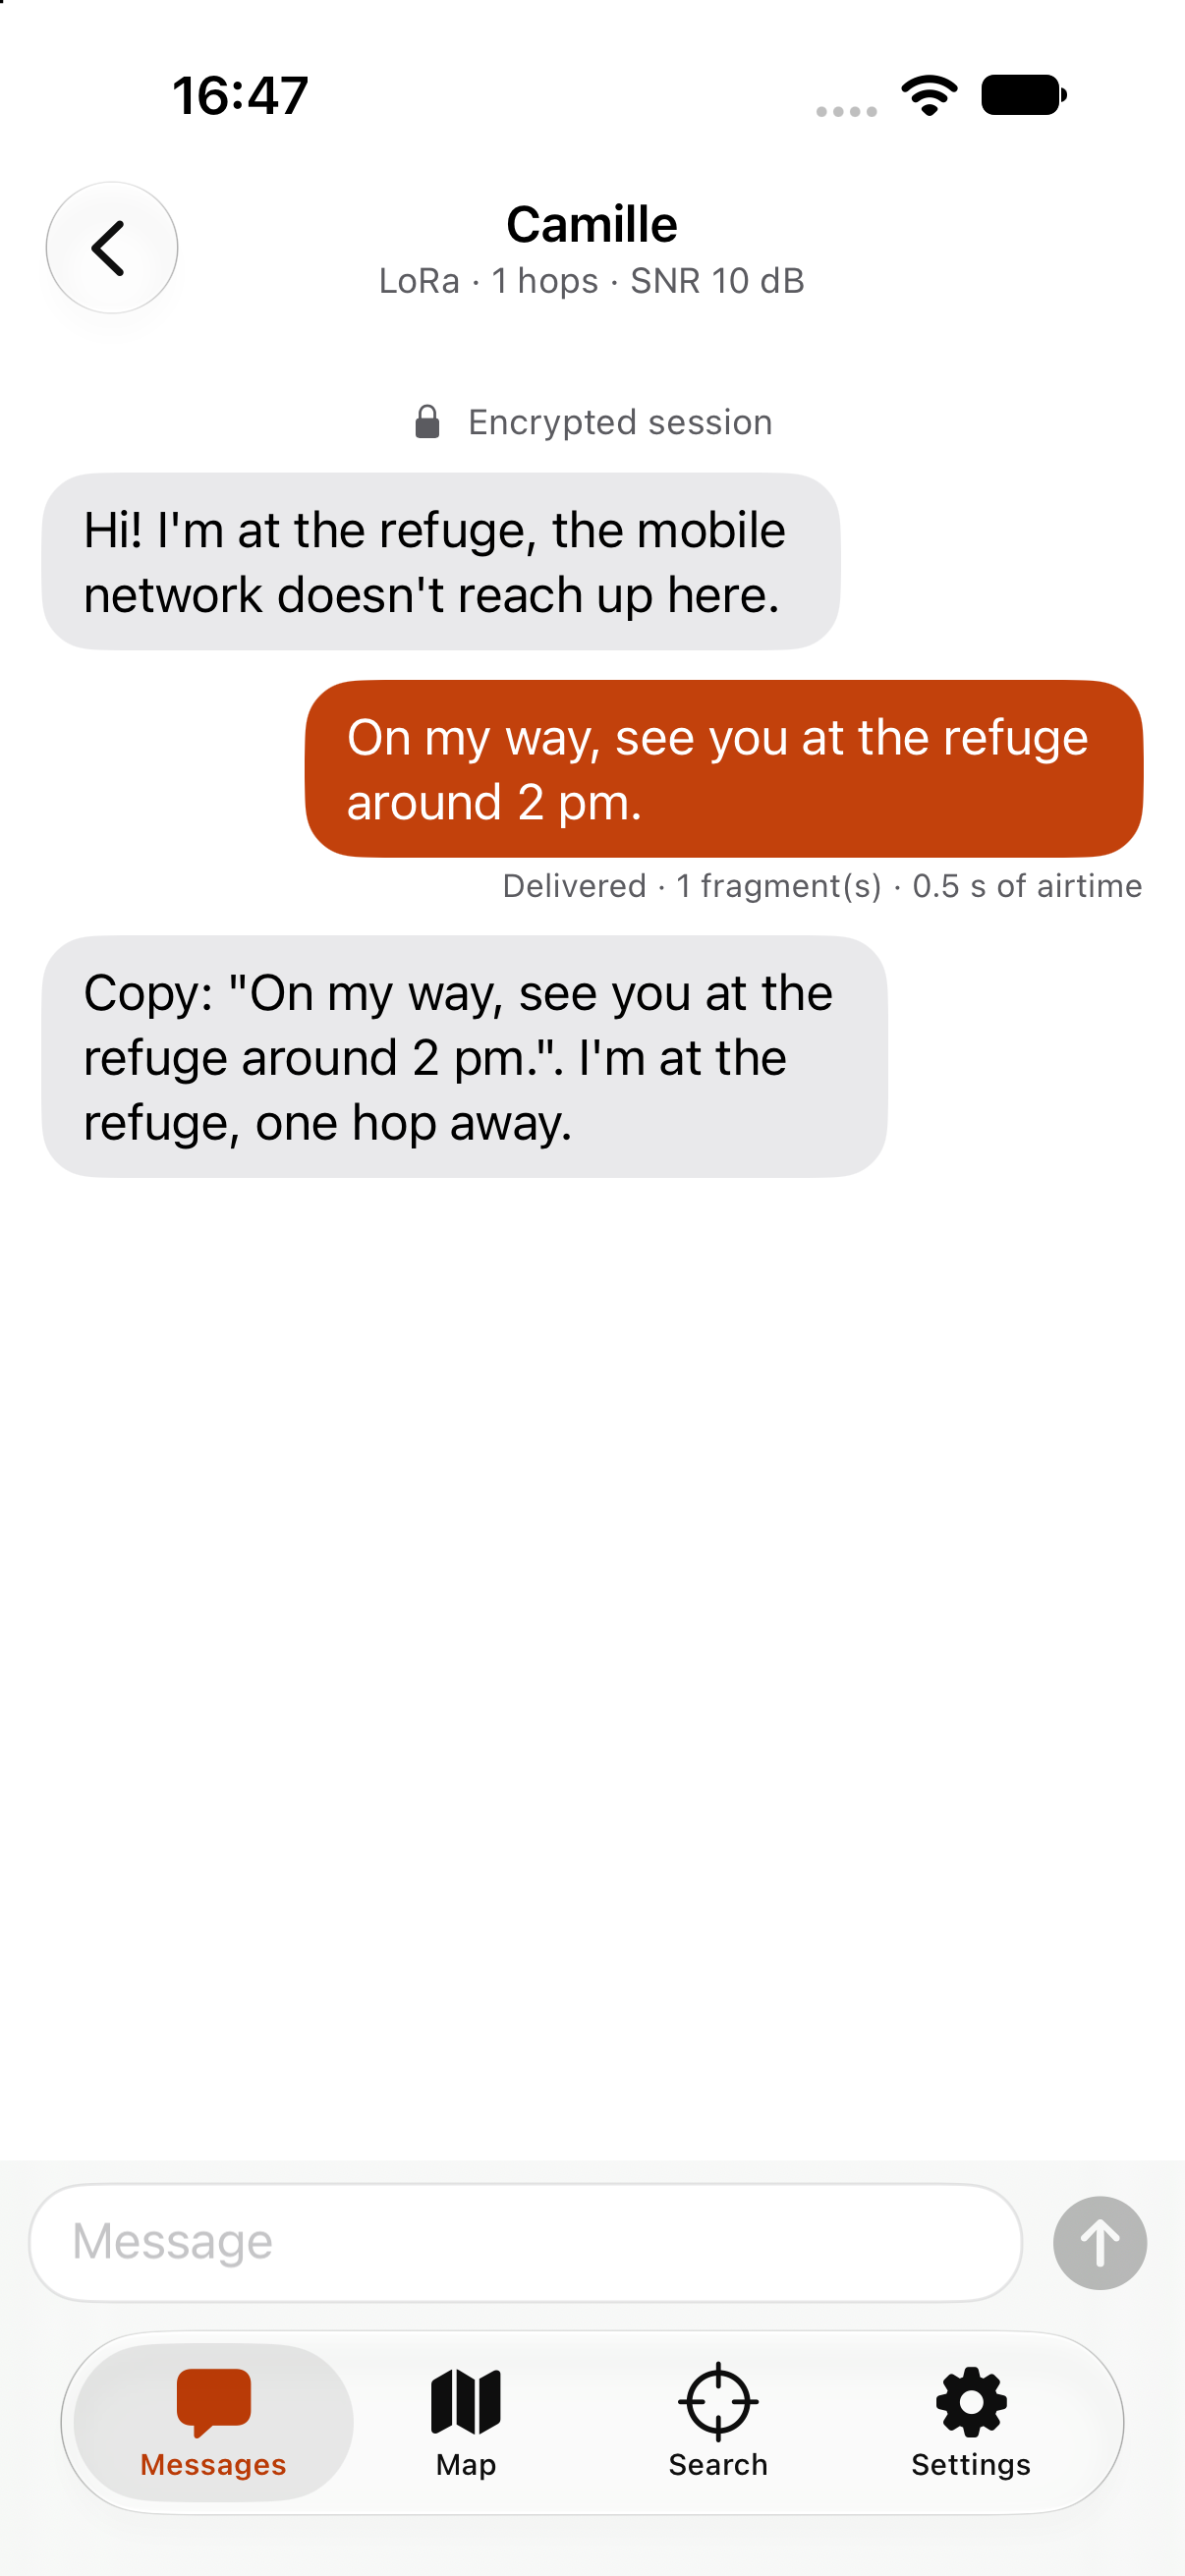 16:47
Camille
LoRa · 1 hops · SNR 10 dB
Encrypted session
Hi! I'm at the refuge, the mobile
network doesn't reach up here.
On my way, see you at the refuge
around 2 pm.
Delivered · 1 fragment(s) · 0.5 s of airtime
Copy: "On my way, see you at the
refuge around 2 pm.". I'm at the
refuge, one hop away.
Message
Messages
Map
Search
Settings